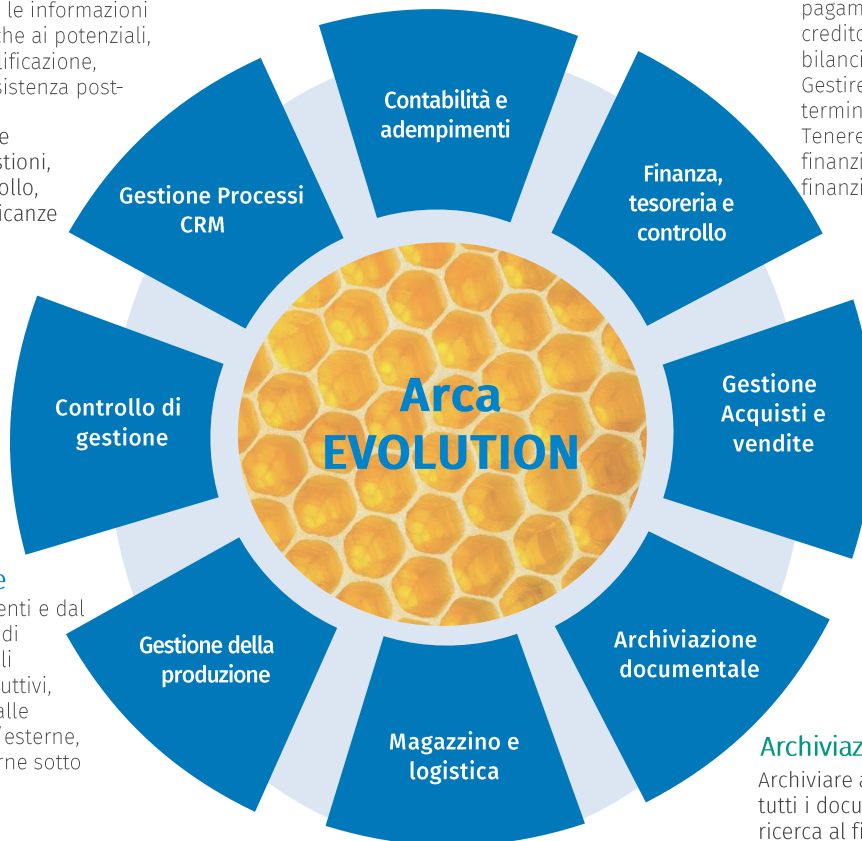 le informazioni
che ai potenziali,
lificazione,
sistenza post-
e
stioni,
ollo,
icanze
pagam
credito
bilanci
Gestire
termin
Tenere
finanzi
finanzi
Contabilità e
adempimenti
Finanza,
tesoreria e
controllo
Gestione Processi
CRM
Gestione
Acquisti e
vendite
Controllo di
gestione
Arca
EVOLUTION
Archiviazione
documentale
Gestione della
produzione
Magazzino e
logistica
e
enti e dal
di
li
uttivi,
alle
/esterne,
rne sotto
Archiviaz
Archiviare a
tutti i docu
ricerca al fi